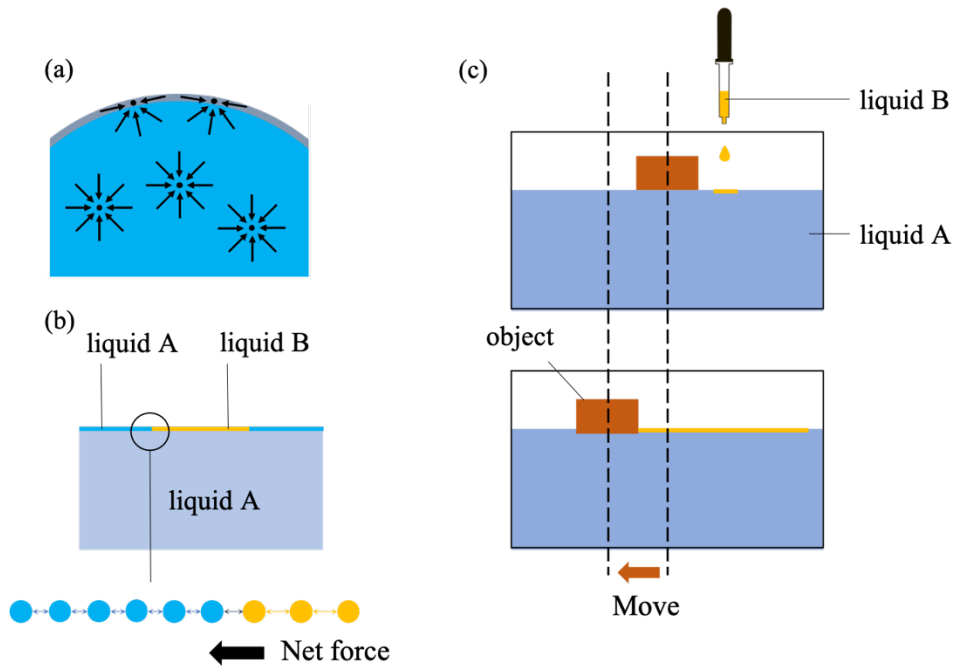 (a)
(b)
liquid A
liquid B
liquid A
Net force
(c)
liquid B
liquid A
object
Move